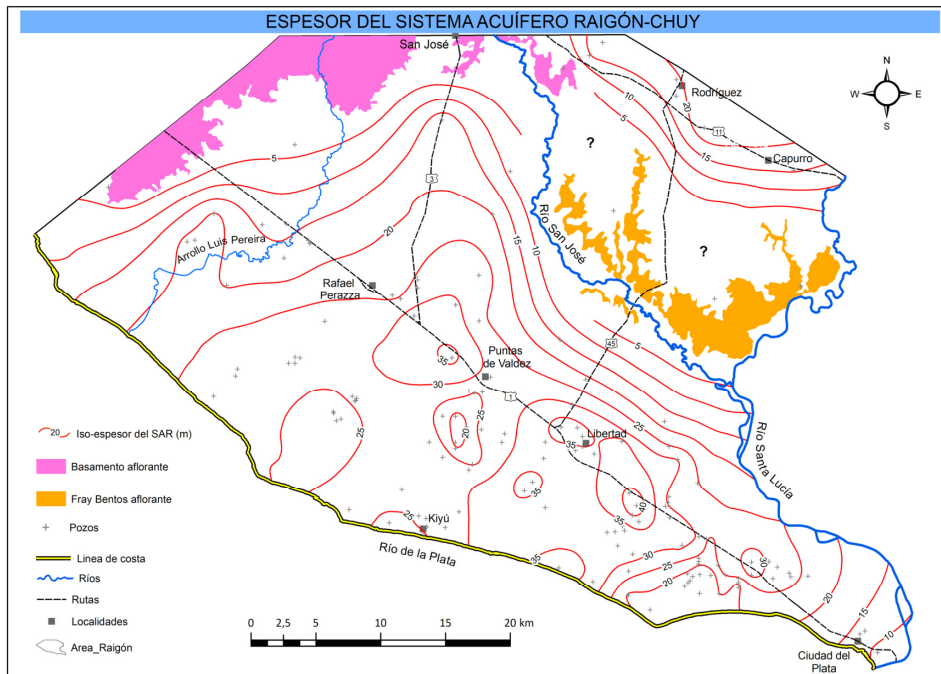 ESPESOR DEL SISTEMA ACUÍFERO RAIGÓN-CHUY
San José
N
W E
S
Rodríguez
20
10
5
11
15
Capurro
?
5
3
Río San José
Arrollo Luis Pereira
20
15
10
?
Rafael
Perazza
45
5
35
Puntas
de Valdez
30
1
25
20
25
25
35
Libertad
20 Iso-espesor del SAR (m)
Basamento aflorante
Fray Bentos aflorante
Pozos
Linea de costa
Ríos
Rutas
Localidades
Area_Raigón
Río Santa Lucía
35
40
35
25
Kiyú
Río de la Plata
35
30
25
20
30
20
15
10
0 2,5 5 10 15 20 km
Ciudad del
Plata